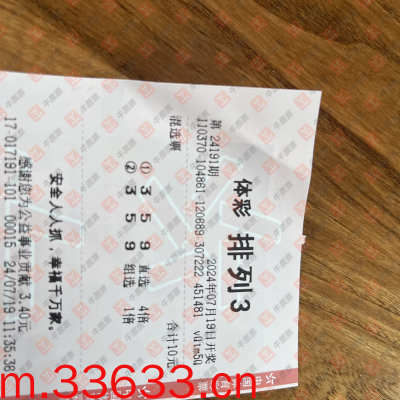 体彩 排列3
第24191期
2024年07月19日开奖
110370-104881-120689-307222 451481 vQim5Q
混选票
① 3 5 9 直选 4倍
② 3 5 9 组选 1倍
合计10元
安全人人抓,幸福千万家。
感谢您为公益事业贡献 3.40元
17-017191-101 00015 24/07/19 11:35:38
m.33633.com.cn